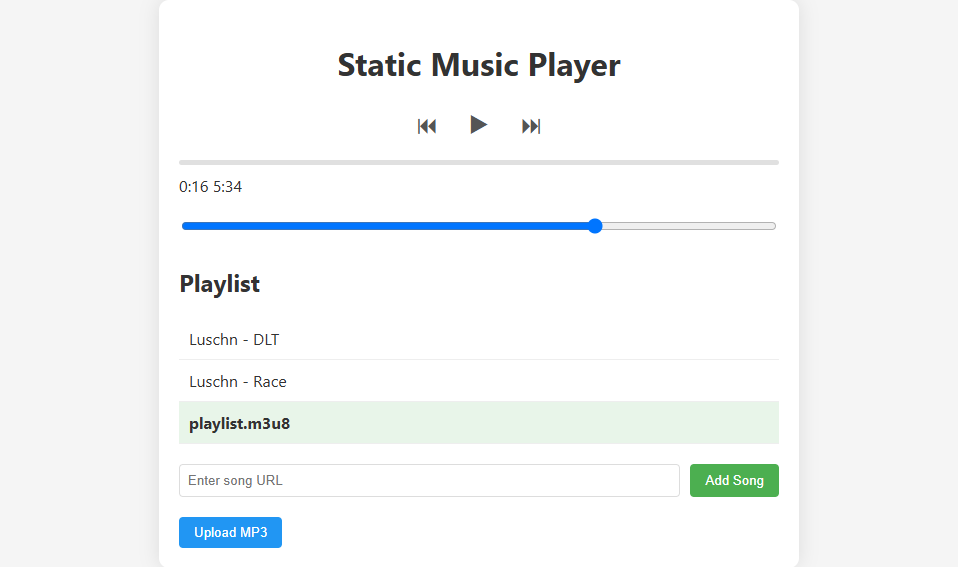 Static Music Player
0:16 5:34
Playlist
Luschn - DLT
Luschn - Race
playlist.m3u8
Enter song URL
Add Song
Upload MP3